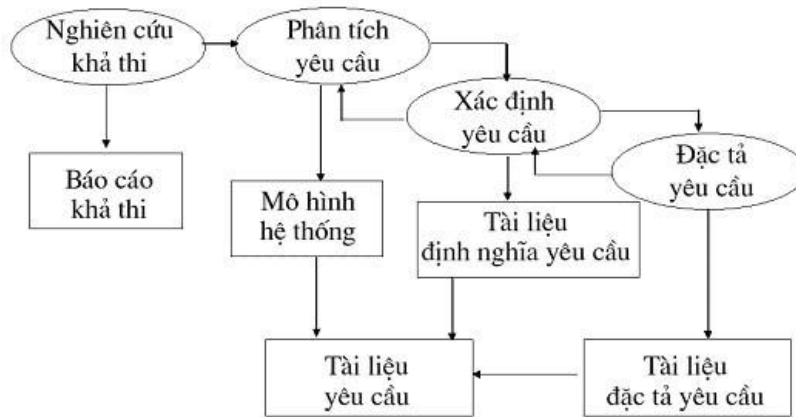 Nghiên cứu
khả thi
Phân tích
yêu cầu
Xác định
yêu cầu
Đặc tả
yêu cầu
Báo cáo
khả thi
Mô hình
hệ thống
Tài liệu
định nghĩa yêu cầu
Tài liệu
yêu cầu
Tài liệu
đặc tả yêu cầu